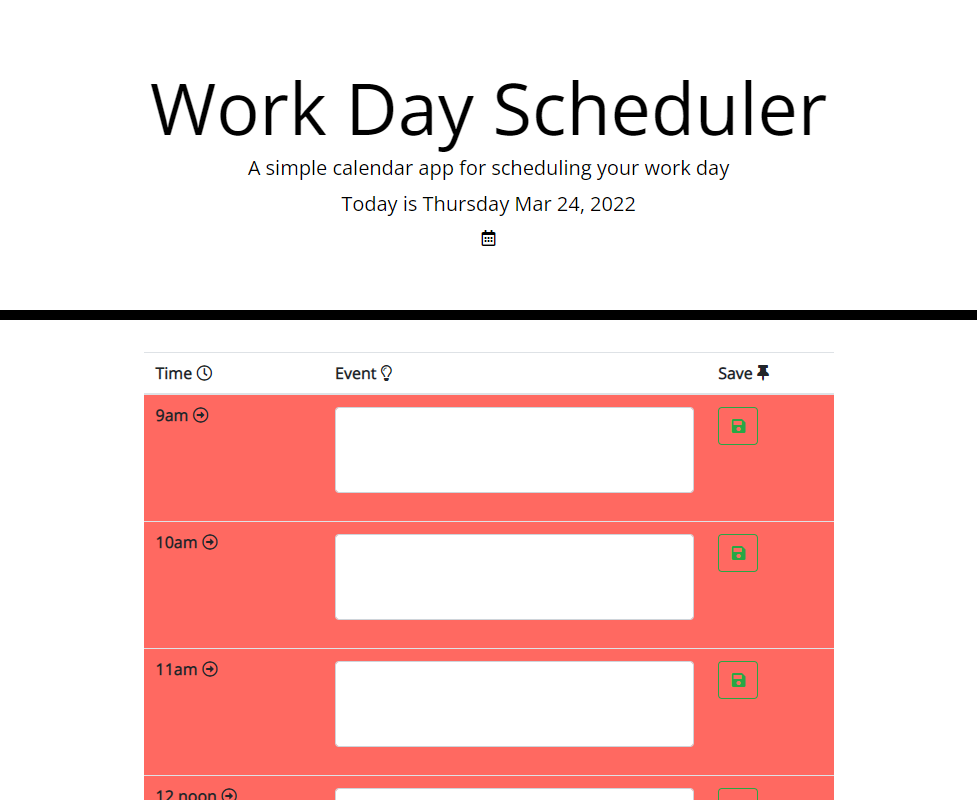 Work Day Scheduler
A simple calendar app for scheduling your work day
Today is Thursday Mar 24, 2022
Time Event Save
9am
10am
11am
12 noon